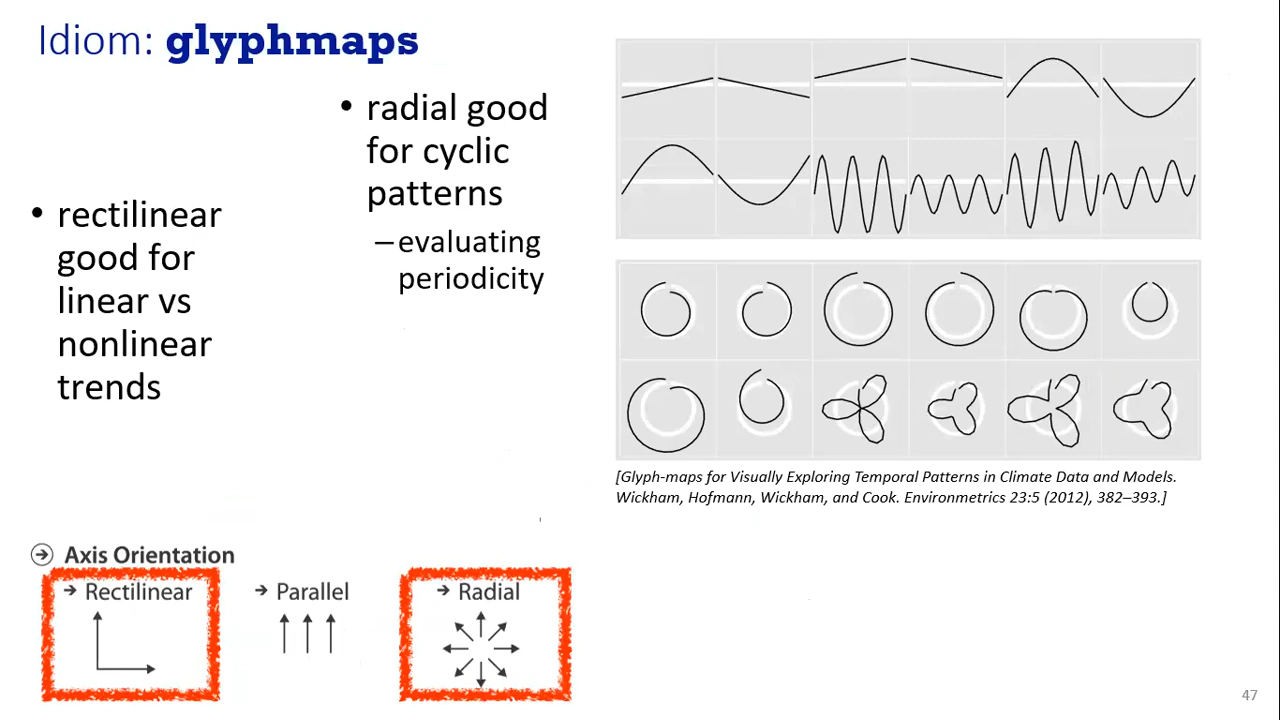 Idiom: glyphmaps
• rectilinear
good for
linear vs
nonlinear
trends
• radial good
for cyclic
patterns
–evaluating
periodicity
[Glyph-maps for Visually Exploring Temporal Patterns in Climate Data and Models.
Wickham, Hofmann, Wickham, and Cook. Environmetrics 23:5 (2012), 382–393.]
Axis Orientation
Rectilinear
Parallel
Radial
47